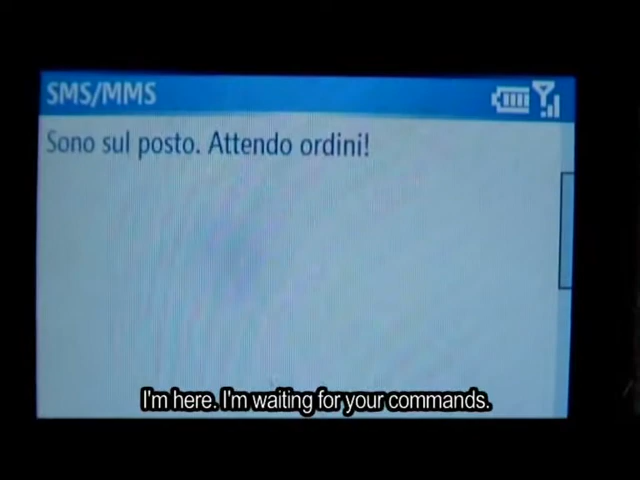 SMS/MMS
Sono sul posto. Attendo ordini!
I'm here. I'm waiting for your commands.